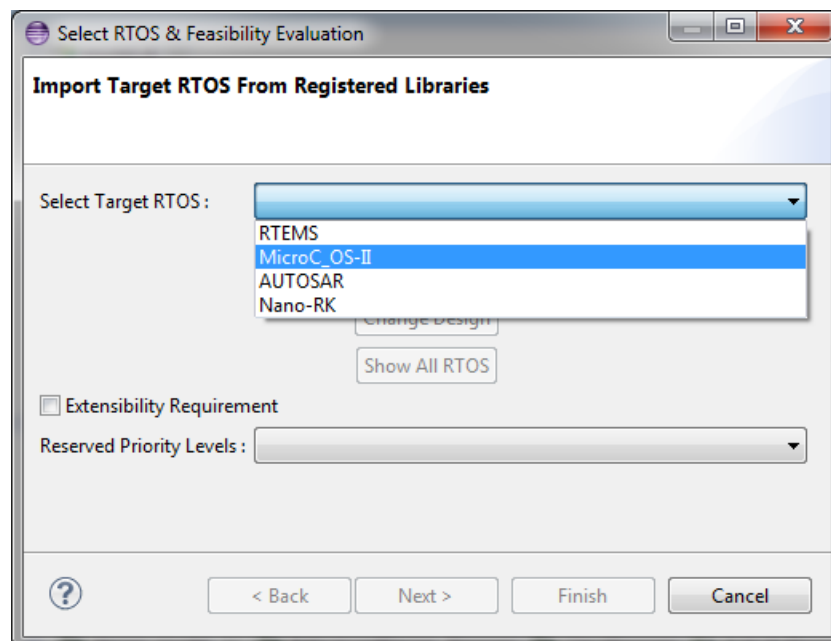 Select RTOS & Feasibility Evaluation
Import Target RTOS From Registered Libraries
Select Target RTOS :
RTEMS
MicroC_OS-II
AUTOSAR
Nano-RK
Change Design
Show All RTOS
Extensibility Requirement
Reserved Priority Levels :
?
< Back Next > Finish Cancel